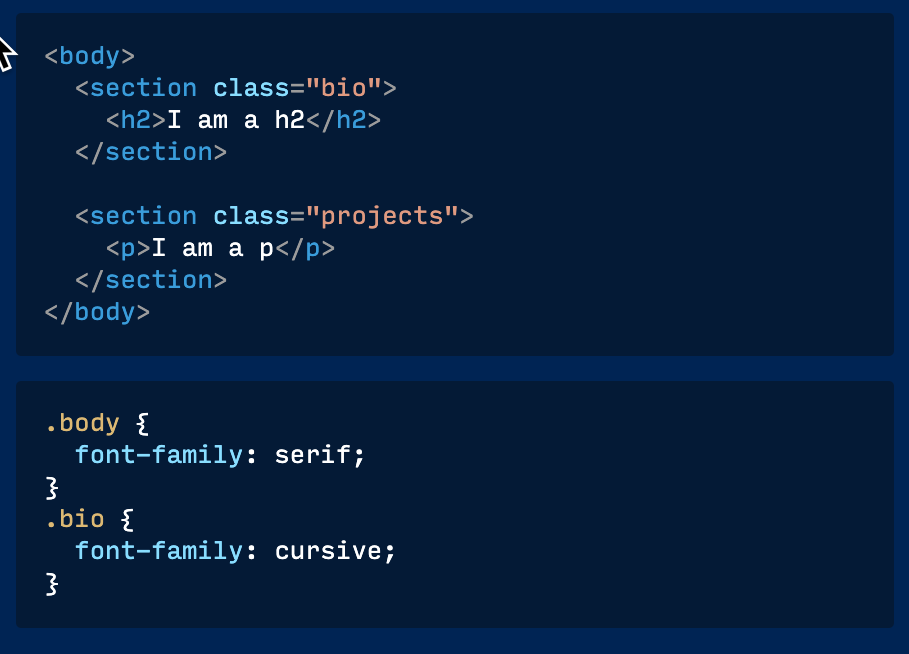 <body>
  <section class="bio">
    <h2>I am a h2</h2>
  </section>

  <section class="projects">
    <p>I am a p</p>
  </section>
</body>
.body {
  font-family: serif;
}
.bio {
  font-family: cursive;
}